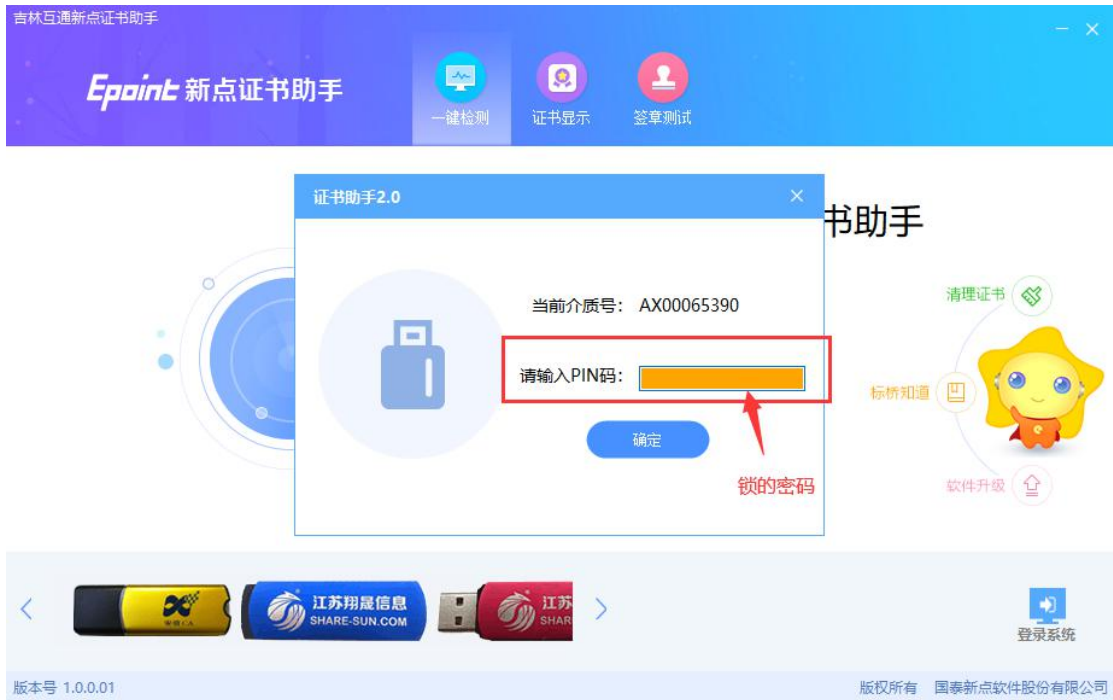 吉林互通新点证书助手
Epoint 新点证书助手
一键检测
证书显示
签章测试
证书助手2.0
书助手
当前介质号： AX00065390
请输入PIN码：
确定
锁的密码
清理证书
标桥知道
软件升级
江苏翔晟信息
SHARE-SUN.COM
江苏
SHAR
登录系统
版本号 1.0.0.01
版权所有 国泰新点软件股份有限公司